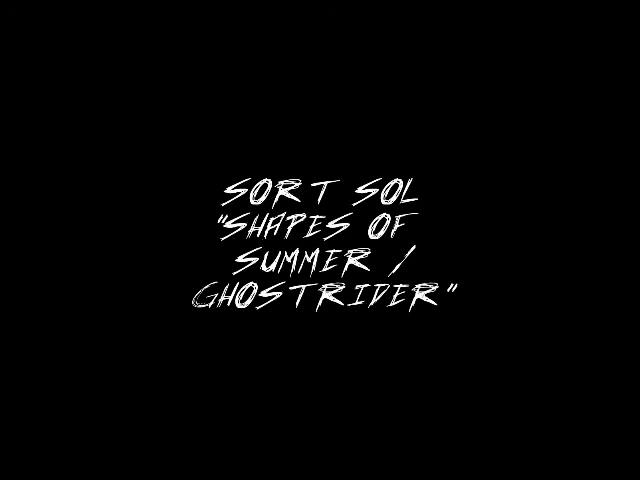 SORT SOL
"SHAPES OF
SUMMER /
GHOSTRIDER"